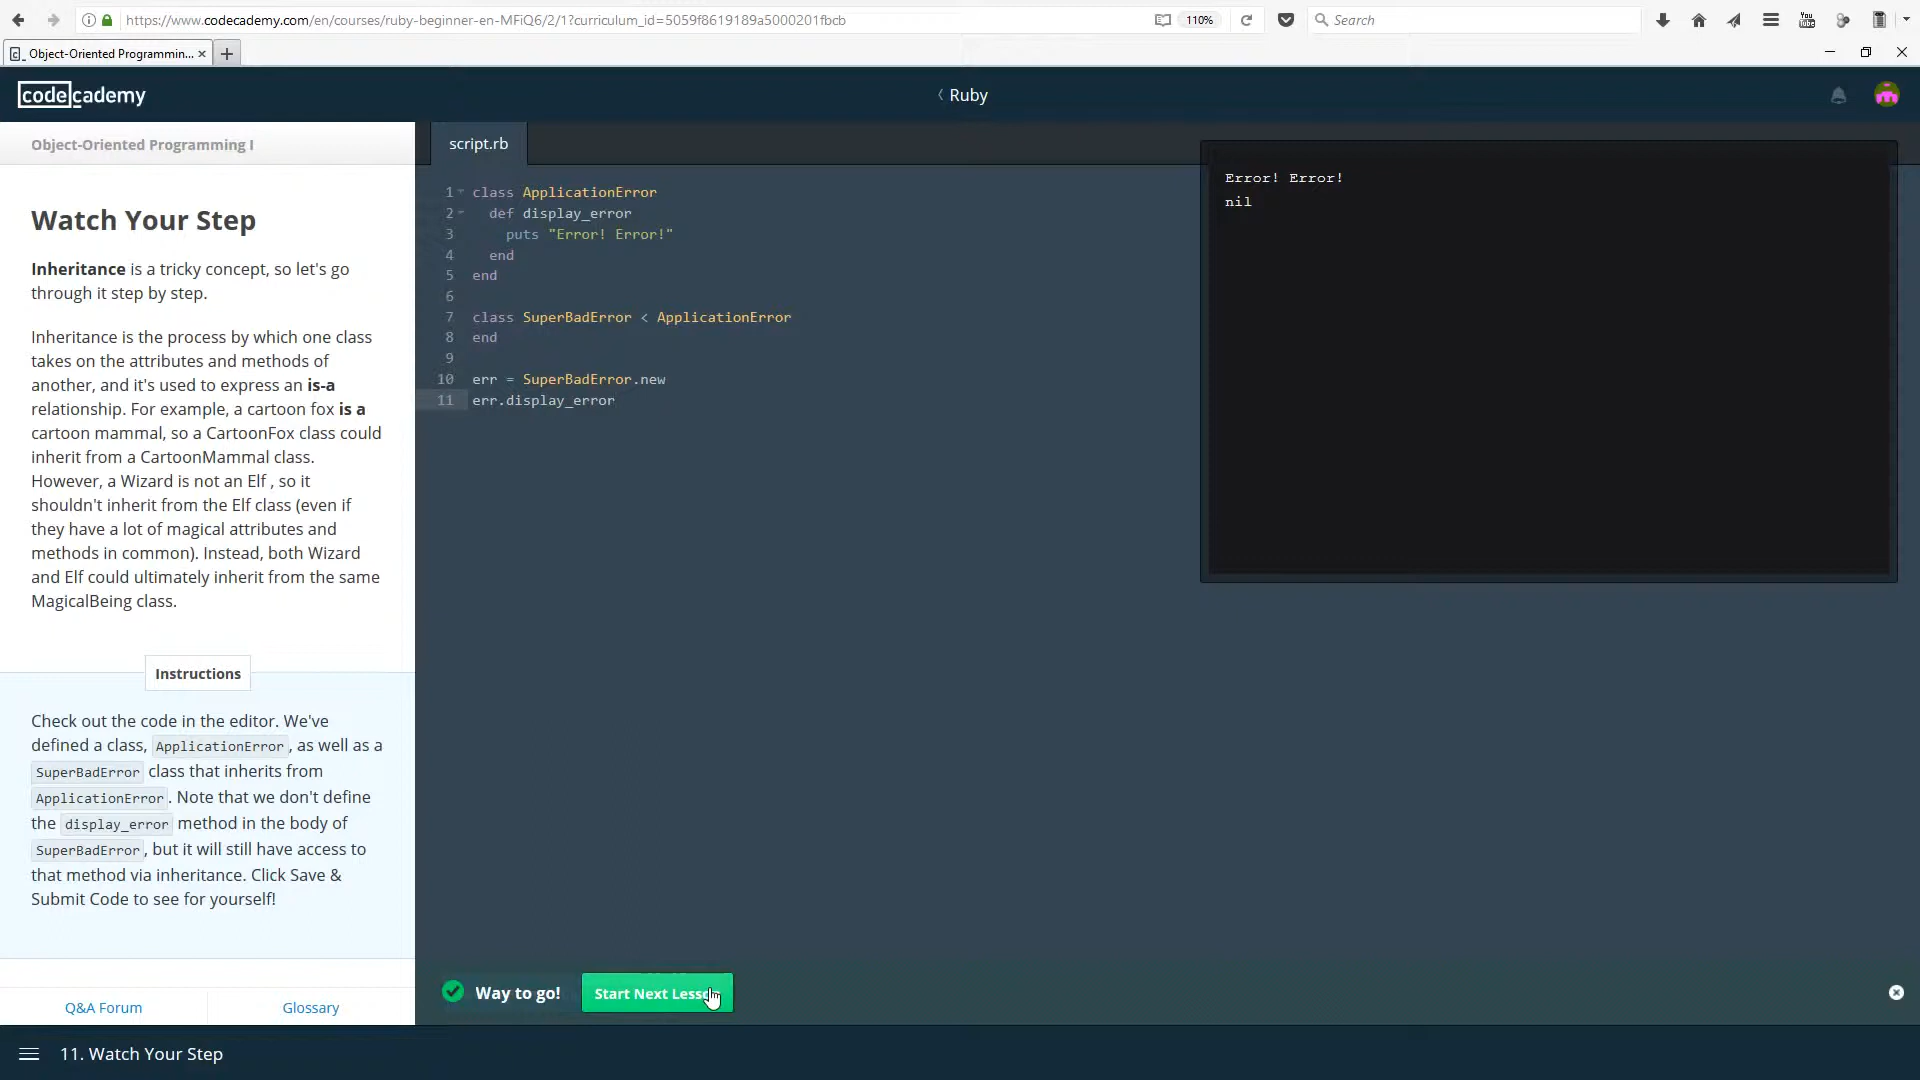 https://www.codecademy.com/en/courses/ruby-beginner-en-MFiQ6/2/1?curriculum_id=5059f8619189a5000201fbcb
110%
Search
You
Object-Oriented Programmin...
codecademy
Ruby
Object-Oriented Programming I
Watch Your Step
Inheritance is a tricky concept, so let's go
through it step by step.
Inheritance is the process by which one class
takes on the attributes and methods of
another, and it's used to express an is-a
relationship. For example, a cartoon fox is a
cartoon mammal, so a CartoonFox class could
inherit from a CartoonMammal class.
However, a Wizard is not an Elf , so it
shouldn't inherit from the Elf class (even if
they have a lot of magical attributes and
methods in common). Instead, both Wizard
and Elf could ultimately inherit from the same
MagicalBeing class.
Instructions
Check out the code in the editor. We've
defined a class, ApplicationError, as well as a
SuperBadError class that inherits from
ApplicationError. Note that we don't define
the display_error method in the body of
SuperBadError, but it will still have access to
that method via inheritance. Click Save &
Submit Code to see for yourself!
Q&A Forum
Glossary
script.rb
1 class ApplicationError
2 def display_error
3 puts "Error! Error!"
4 end
5 end
6
7 class SuperBadError < ApplicationError
8 end
9
10 err = SuperBadError.new
11 err.display_error
Error! Error!
nil
Way to go!
Start Next
11. Watch Your Step